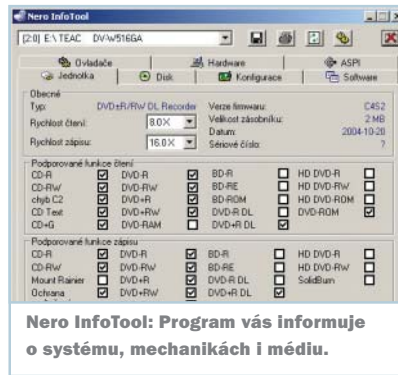 Nero InfoTool
[2:0] E:\ TEAC DV-W516GA
Ovladače Hardware ASPI
Jednotka Disk Konfigurace Software
Obecné
Typ: DVD±R/RW DL Recorder Verze firmwaru: C4S2
Rychlost čtení: 8.0 X Velikost zásobníku: 2 MB
Datum: 2004-10-20
Rychlost zápisu: 16.0 X Sériové číslo: ?
Podporované funkce čtení
CD-R DVD-R BD-R HD DVD-R
CD-RW DVD-RW BD-RE HD DVD-RW
chyb C2 DVD+R BD-ROM HD DVD-ROM
CD Text DVD+RW DVD-R DL DVD-ROM
CD+G DVD-RAM DVD+R DL
Podporované funkce zápisu
CD-R DVD-R BD-R HD DVD-R
CD-RW DVD-RW BD-RE HD DVD-RW
Mount Rainier DVD+R DVD-R DL SolidBurn
Ochrana DVD+RW DVD+R DL
Nero InfoTool: Program vás informuje
o systému, mechanikách i médiu.